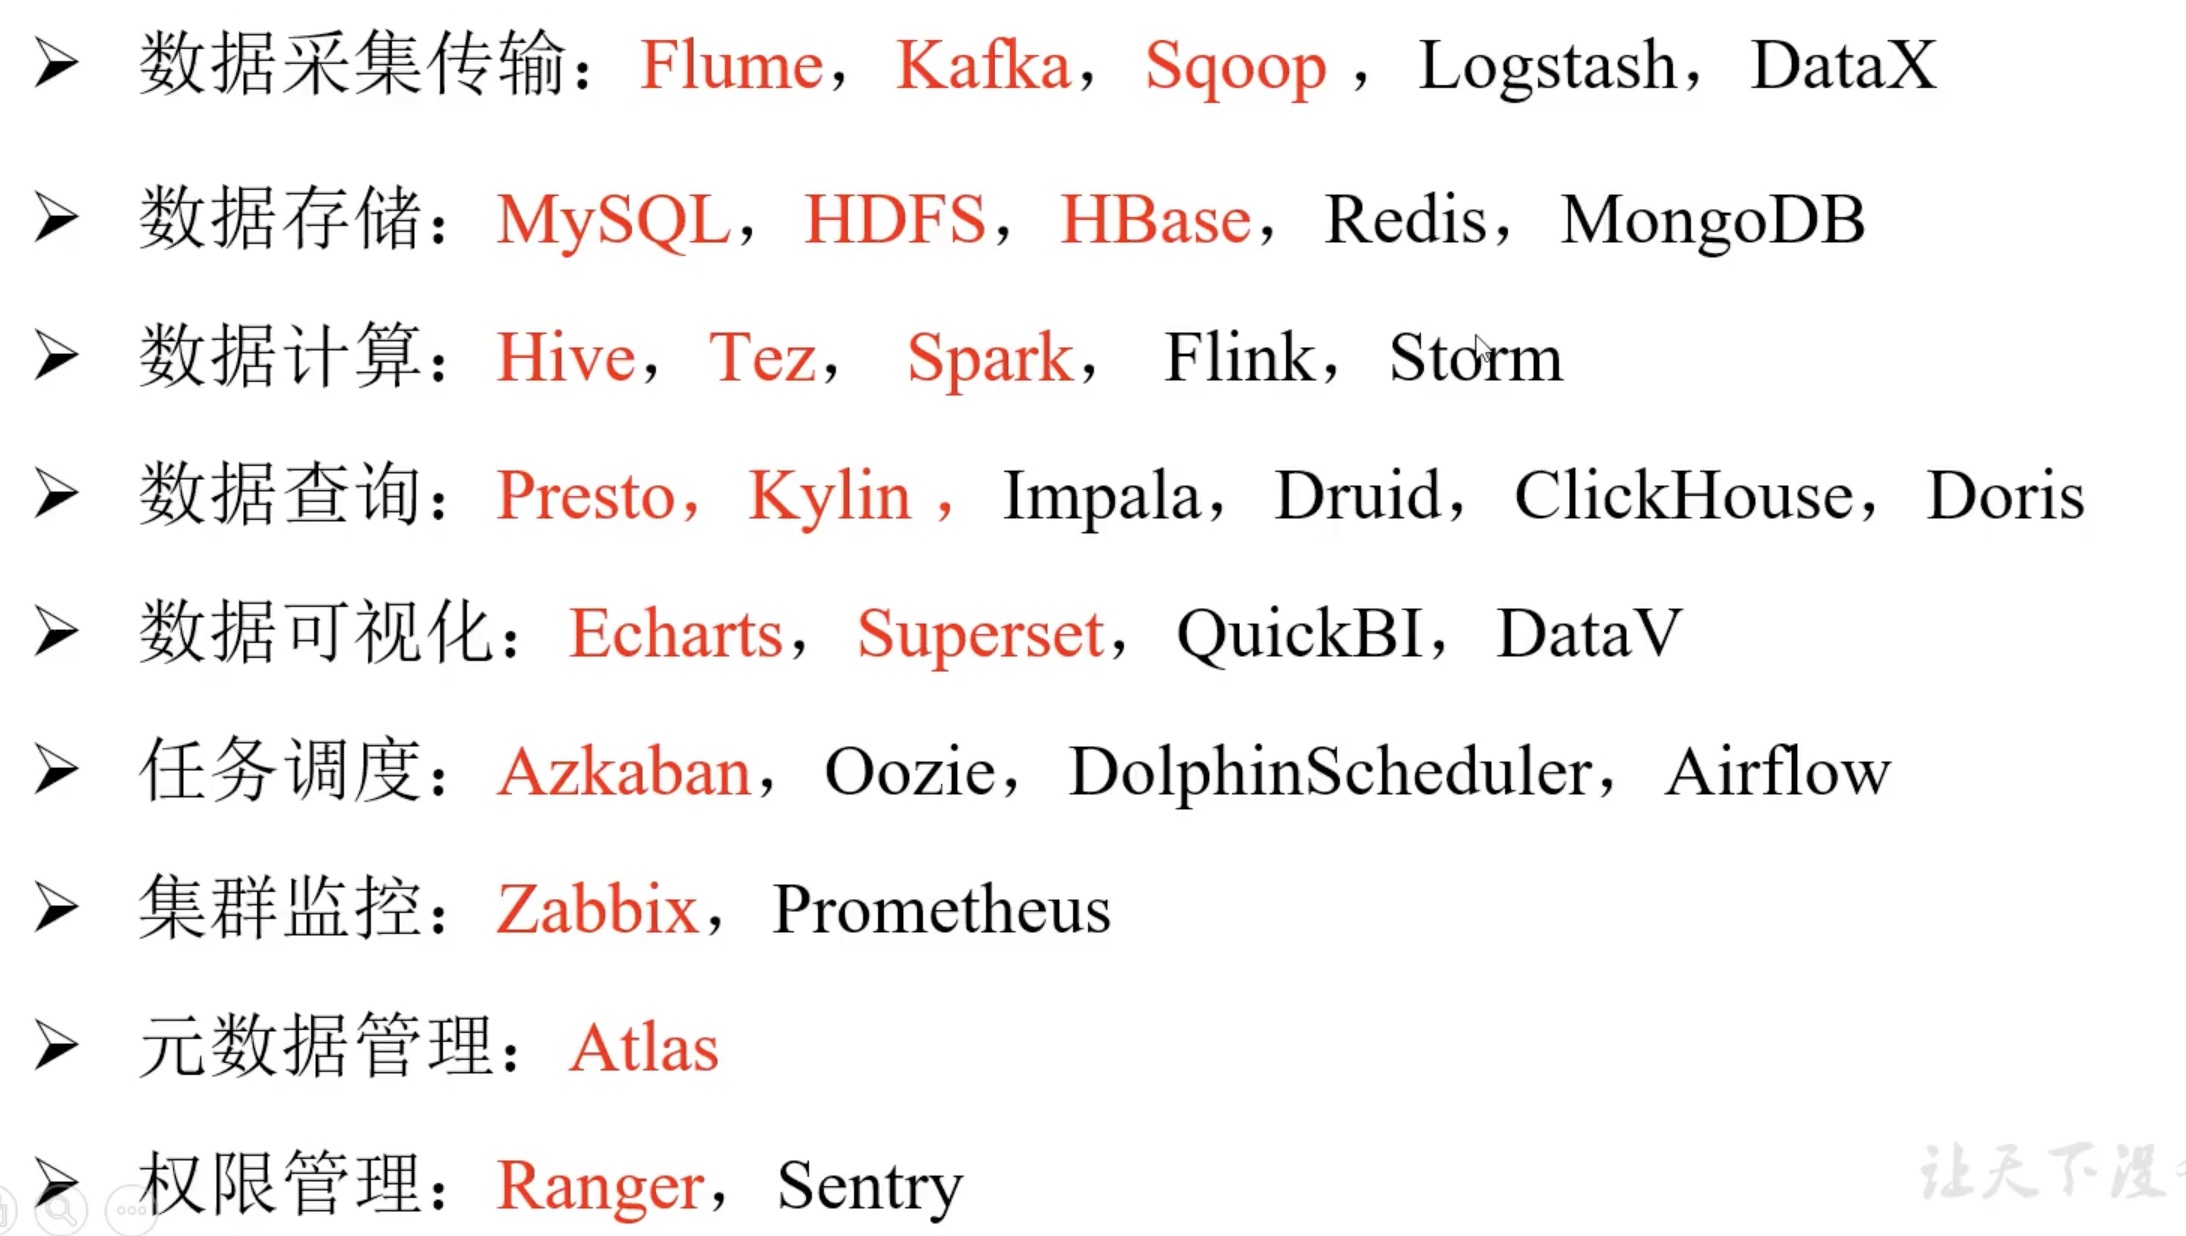 ➢ 数据采集传输：Flume，Kafka，Sqoop ，Logstash，DataX
➢ 数据存储：MySQL，HDFS，HBase，Redis，MongoDB
➢ 数据计算：Hive，Tez， Spark， Flink，Storm
➢ 数据查询：Presto，Kylin ，Impala，Druid，ClickHouse，Doris
➢ 数据可视化：Echarts，Superset，QuickBI，DataV
➢ 任务调度：Azkaban，Oozie，DolphinScheduler，Airflow
➢ 集群监控：Zabbix，Prometheus
➢ 元数据管理：Atlas
➢ 权限管理：Ranger，Sentry
让天下没